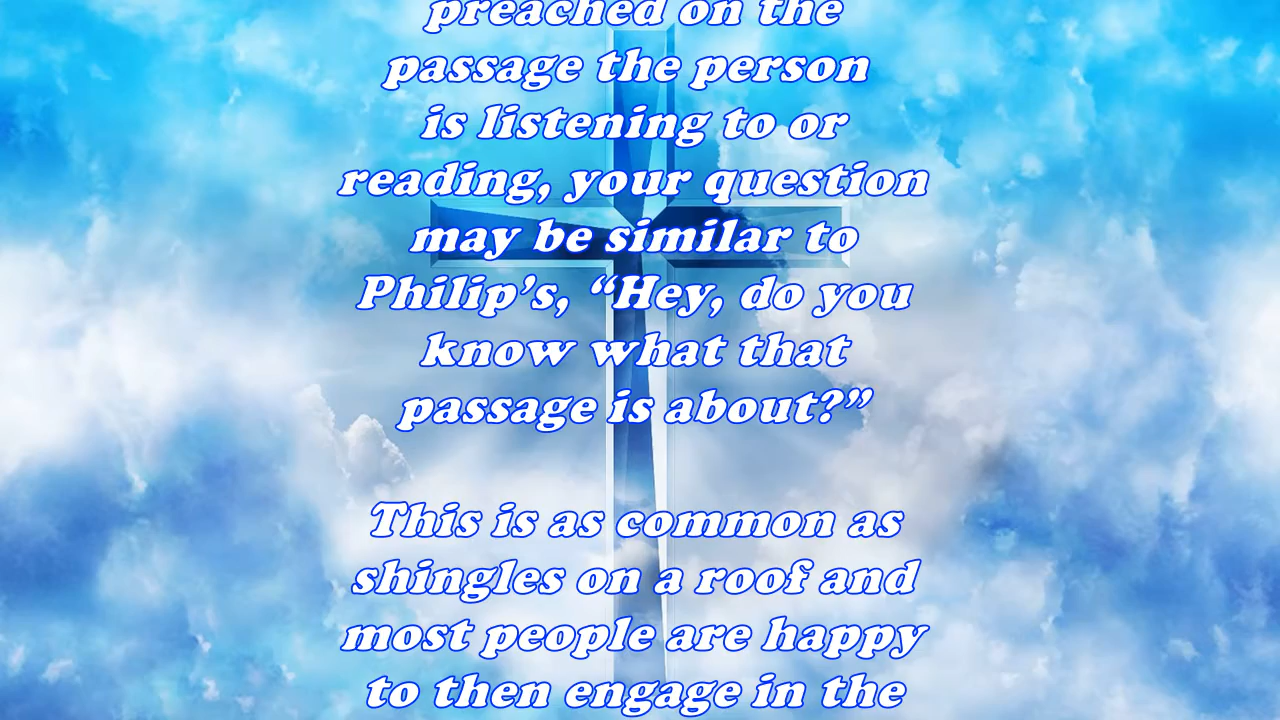 preached on the
passage the person
is listening to or
reading, your question
may be similar to
Philip’s, “Hey, do you
know what that
passage is about?”
This is as common as
shingles on a roof and
most people are happy
to then engage in the